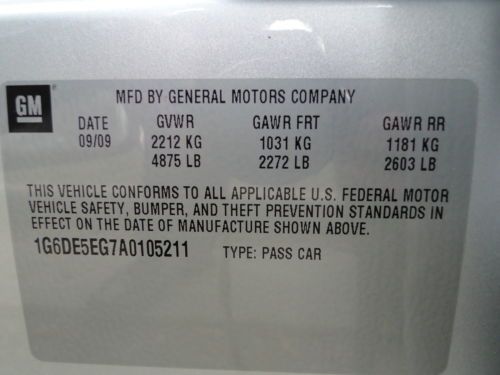 GM
MFD BY GENERAL MOTORS COMPANY
DATE GVWR GAWR FRT GAWR RR
09/09 2212 KG 1031 KG 1181 KG
4875 LB 2272 LB 2603 LB
THIS VEHICLE CONFORMS TO ALL APPLICABLE U.S. FEDERAL MOTOR
VEHICLE SAFETY, BUMPER, AND THEFT PREVENTION STANDARDS IN
EFFECT ON THE DATE OF MANUFACTURE SHOWN ABOVE.
1G6DE5EG7A0105211 TYPE: PASS CAR